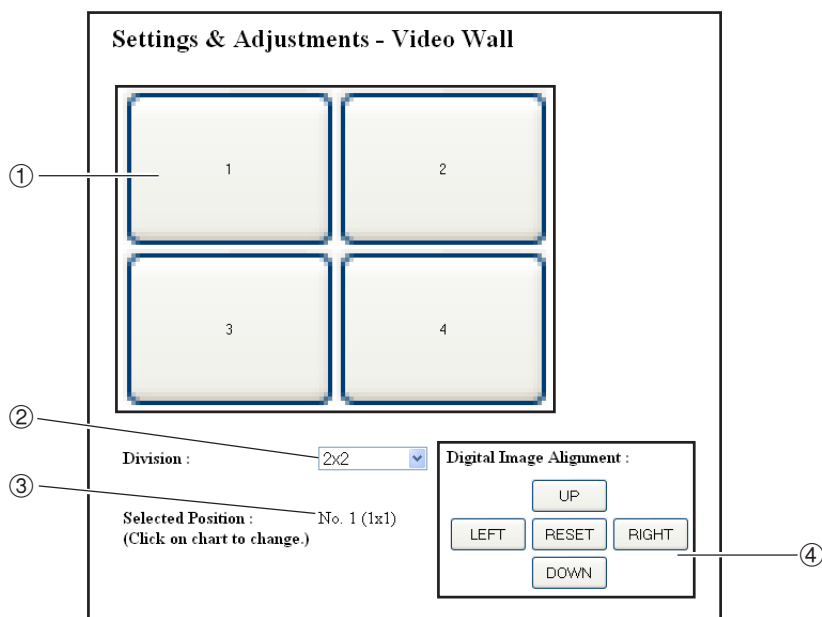 Settings & Adjustments - Video Wall
① 1 2
3 4
② Division : 2x2
③ Selected Position : No. 1 (1x1)
(Click on chart to change.)
Digital Image Alignment :
UP
LEFT RESET RIGHT
DOWN
④